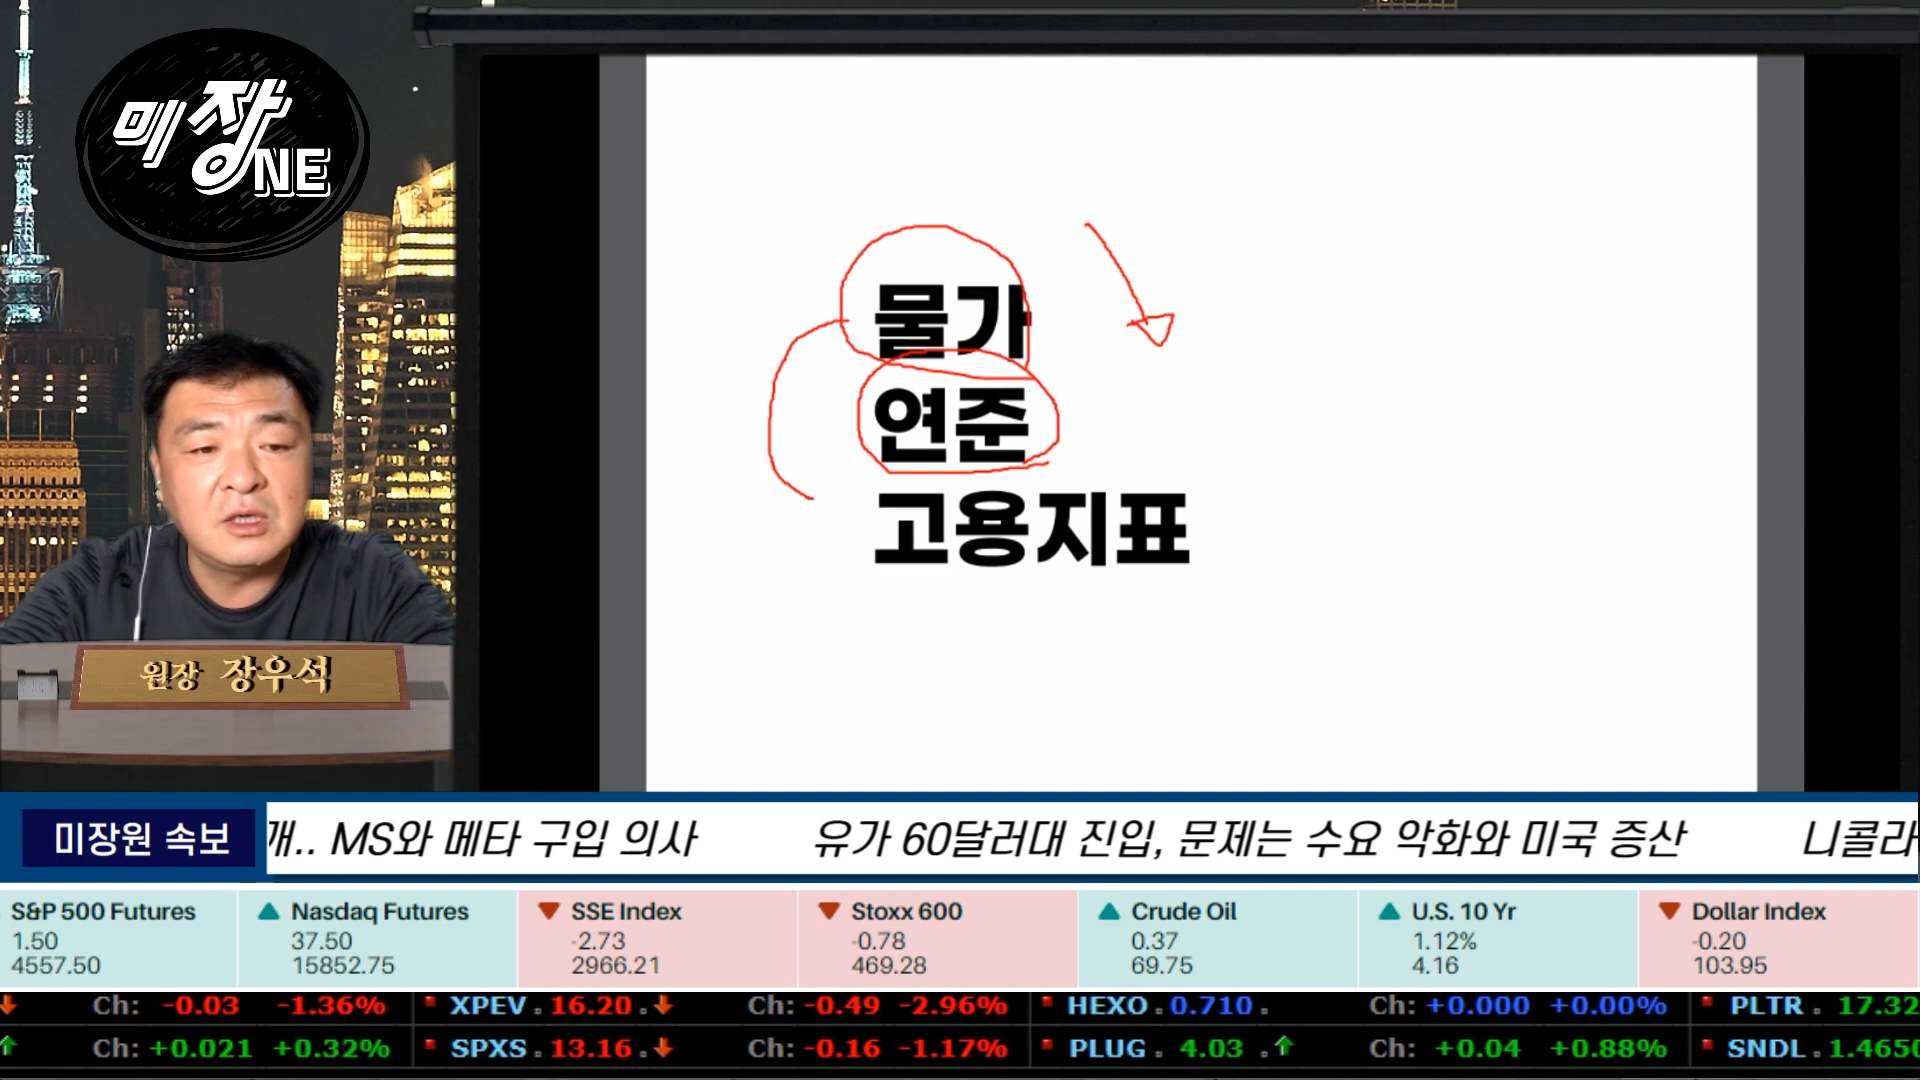 미장NE
물가
연준
고용지표
원장 장우석
미장원 속보
개.. MS와 메타 구입 의사 유가 60달러대 진입, 문제는 수요 악화와 미국 증산 니콜라
S&P 500 Futures
1.50
4557.50
Nasdaq Futures
37.50
15852.75
SSE Index
-2.73
2966.21
Stoxx 600
-0.78
469.28
Crude Oil
0.37
69.75
U.S. 10 Yr
1.12%
4.16
Dollar Index
-0.20
103.95
Ch: -0.03 -1.36% XPEV 16.20 Ch: -0.49 -2.96% HEXO 0.710 Ch: +0.000 +0.00% PLTR 17.32
Ch: +0.021 +0.32% SPXS 13.16 Ch: -0.16 -1.17% PLUG 4.03 Ch: +0.04 +0.88% SNDL 1.4650